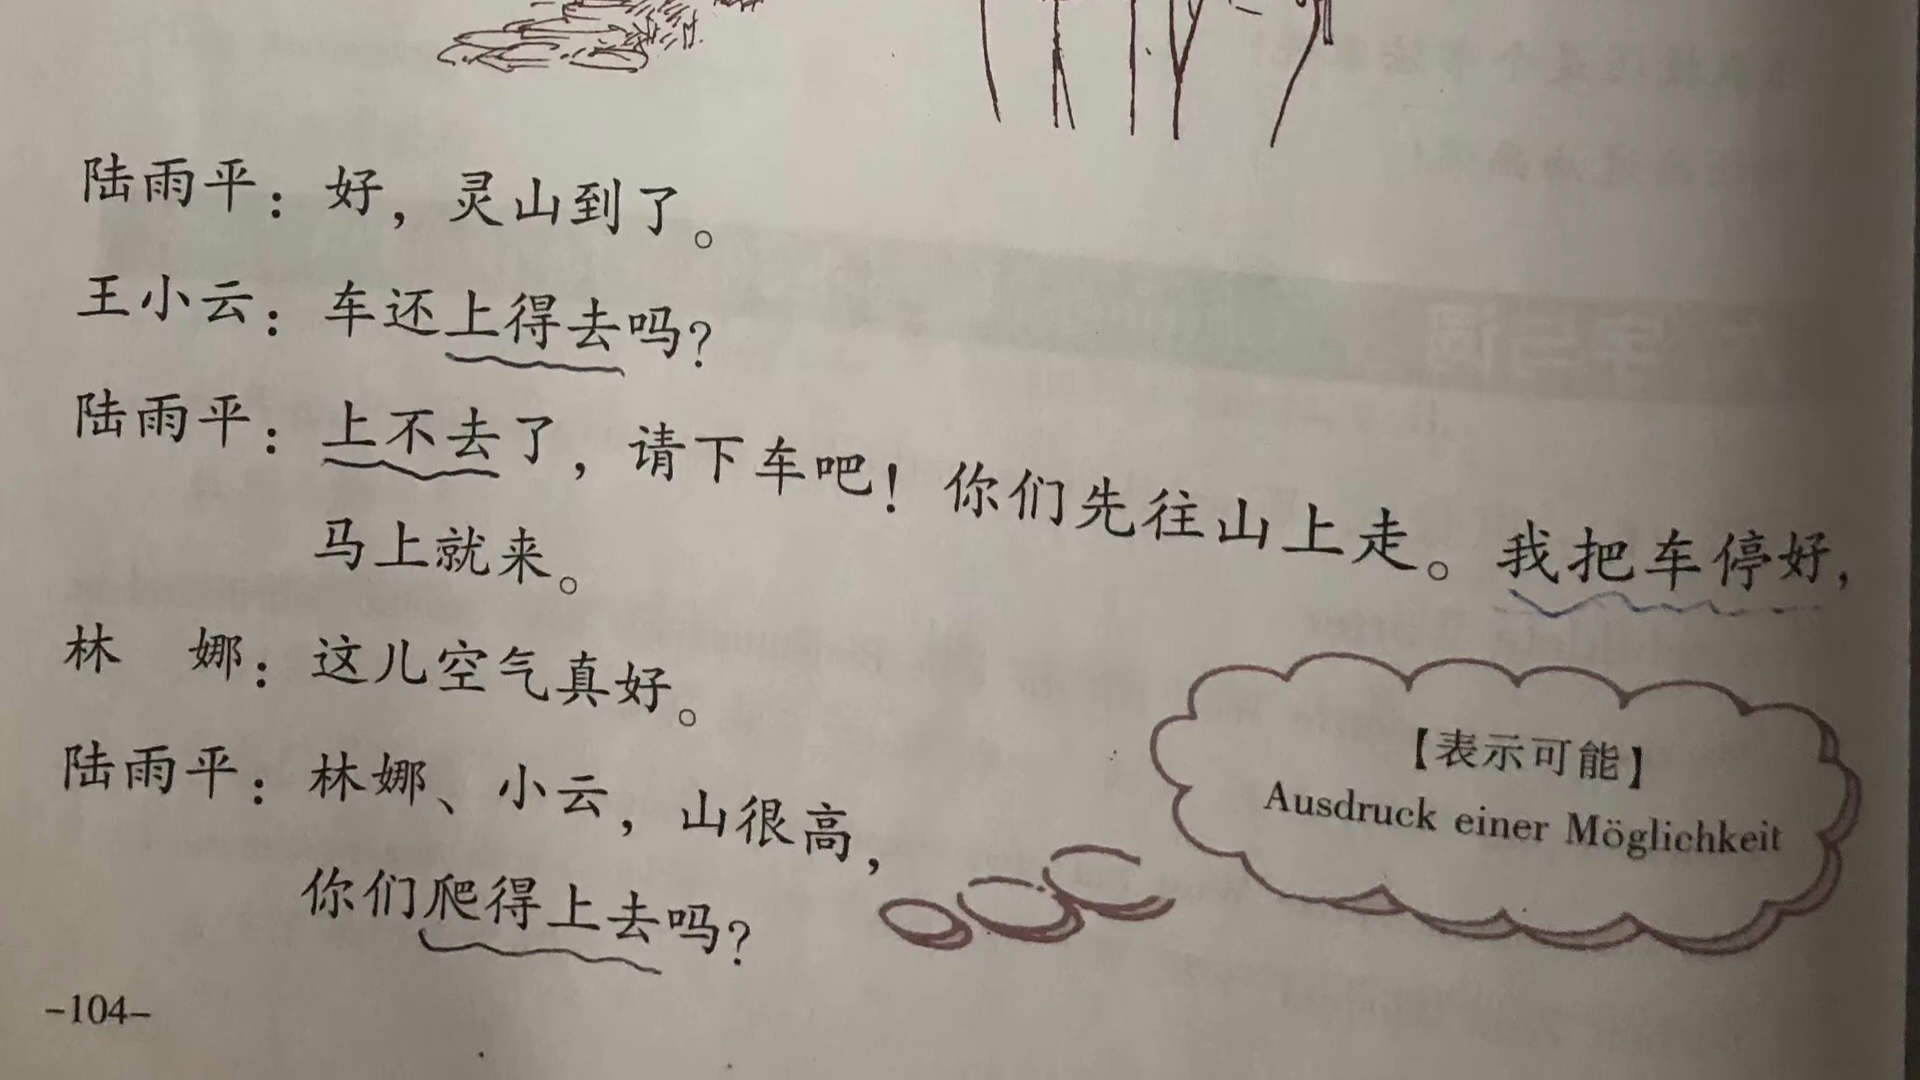 陆雨平：好，灵山到了。
王小云：车还上得去吗？
陆雨平：上不去了，请下车吧！你们先往山上走。我把车停好，
马上就来。
林 娜：这儿空气真好。
陆雨平：林娜、小云，山很高，
你们爬得上去吗？
【表示可能】
Ausdruck einer Möglichkeit
-104-